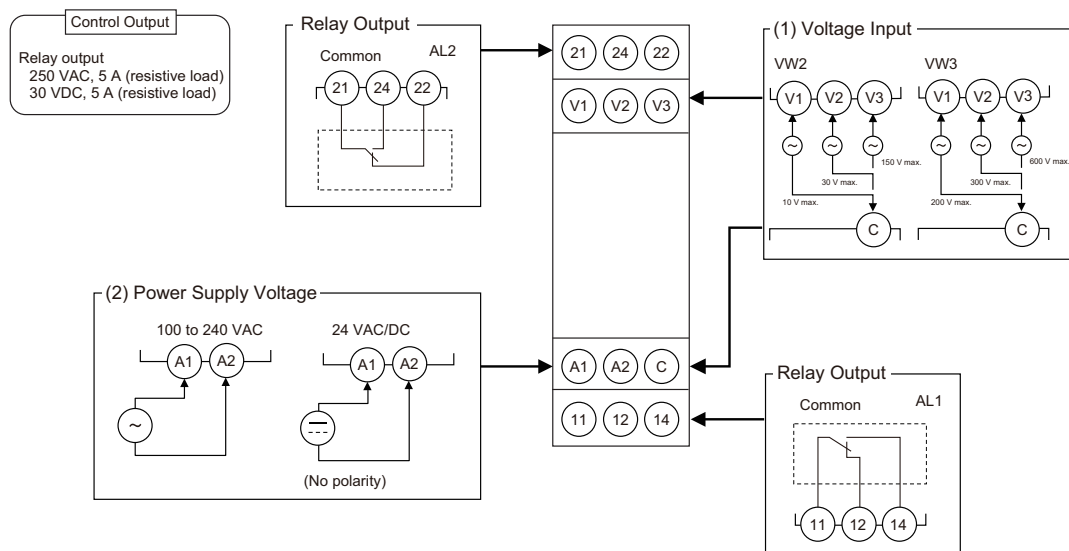 Control Output
Relay output
250 VAC, 5 A (resistive load)
30 VDC, 5 A (resistive load)
Relay Output
Common
AL2
21 24 22
21 24 22
V1 V2 V3
(1) Voltage Input
VW2
VW3
V1 V2 V3
V1 V2 V3
~ ~ ~
~ ~ ~
150 V max.
600 V max.
30 V max.
300 V max.
10 V max.
200 V max.
C
C
(2) Power Supply Voltage
100 to 240 VAC
24 VAC/DC
A1 A2
A1 A2
~
(No polarity)
A1 A2 C
11 12 14
Relay Output
Common
AL1
11 12 14